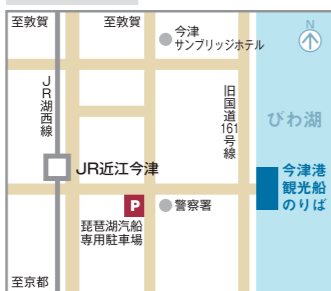 至敦賀
至敦賀
N
今津
サンブリッジホテル
JR湖西線
旧国道161号線
びわ湖
JR近江今津
今津港
観光船
のりば
P
警察署
琵琶湖汽船
専用駐車場
至京都